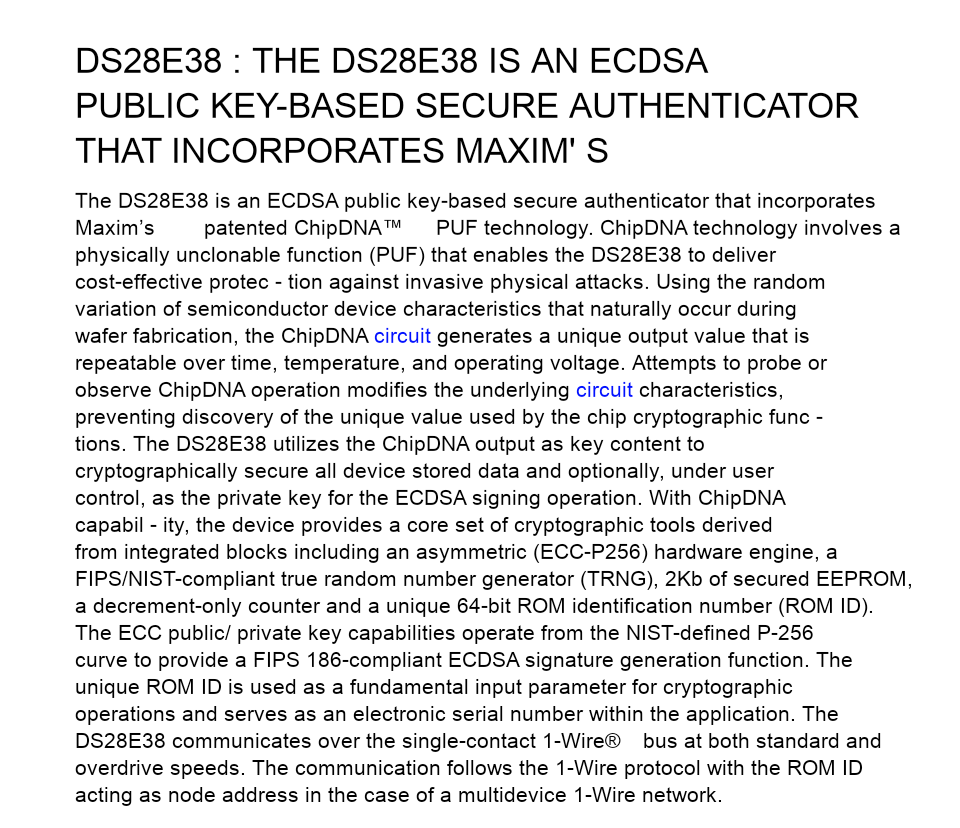 DS28E38 : THE DS28E38 IS AN ECDSA
PUBLIC KEY-BASED SECURE AUTHENTICATOR
THAT INCORPORATES MAXIM' S
The DS28E38 is an ECDSA public key-based secure authenticator that incorporates
Maxim’s patented ChipDNA™ PUF technology. ChipDNA technology involves a
physically unclonable function (PUF) that enables the DS28E38 to deliver
cost-effective protec - tion against invasive physical attacks. Using the random
variation of semiconductor device characteristics that naturally occur during
wafer fabrication, the ChipDNA circuit generates a unique output value that is
repeatable over time, temperature, and operating voltage. Attempts to probe or
observe ChipDNA operation modifies the underlying circuit characteristics,
preventing discovery of the unique value used by the chip cryptographic func -
tions. The DS28E38 utilizes the ChipDNA output as key content to
cryptographically secure all device stored data and optionally, under user
control, as the private key for the ECDSA signing operation. With ChipDNA
capabil - ity, the device provides a core set of cryptographic tools derived
from integrated blocks including an asymmetric (ECC-P256) hardware engine, a
FIPS/NIST-compliant true random number generator (TRNG), 2Kb of secured EEPROM,
a decrement-only counter and a unique 64-bit ROM identification number (ROM ID).
The ECC public/ private key capabilities operate from the NIST-defined P-256
curve to provide a FIPS 186-compliant ECDSA signature generation function. The
unique ROM ID is used as a fundamental input parameter for cryptographic
operations and serves as an electronic serial number within the application. The
DS28E38 communicates over the single-contact 1-Wire® bus at both standard and
overdrive speeds. The communication follows the 1-Wire protocol with the ROM ID
acting as node address in the case of a multidevice 1-Wire network.